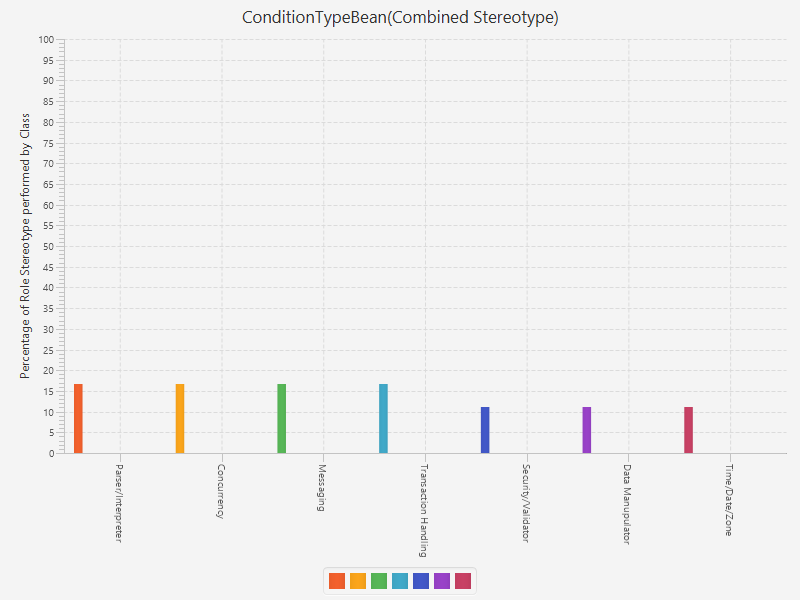 ConditionTypeBean(Combined Stereotype)
Percentage of Role Stereotype performed by Class
100
95
90
85
80
75
70
65
60
55
50
45
40
35
30
25
20
15
10
5
0
Parser/Interpreter
Concurrency
Messaging
Transaction Handling
Security/Validator
Data Manupulator
Time/Date/Zone